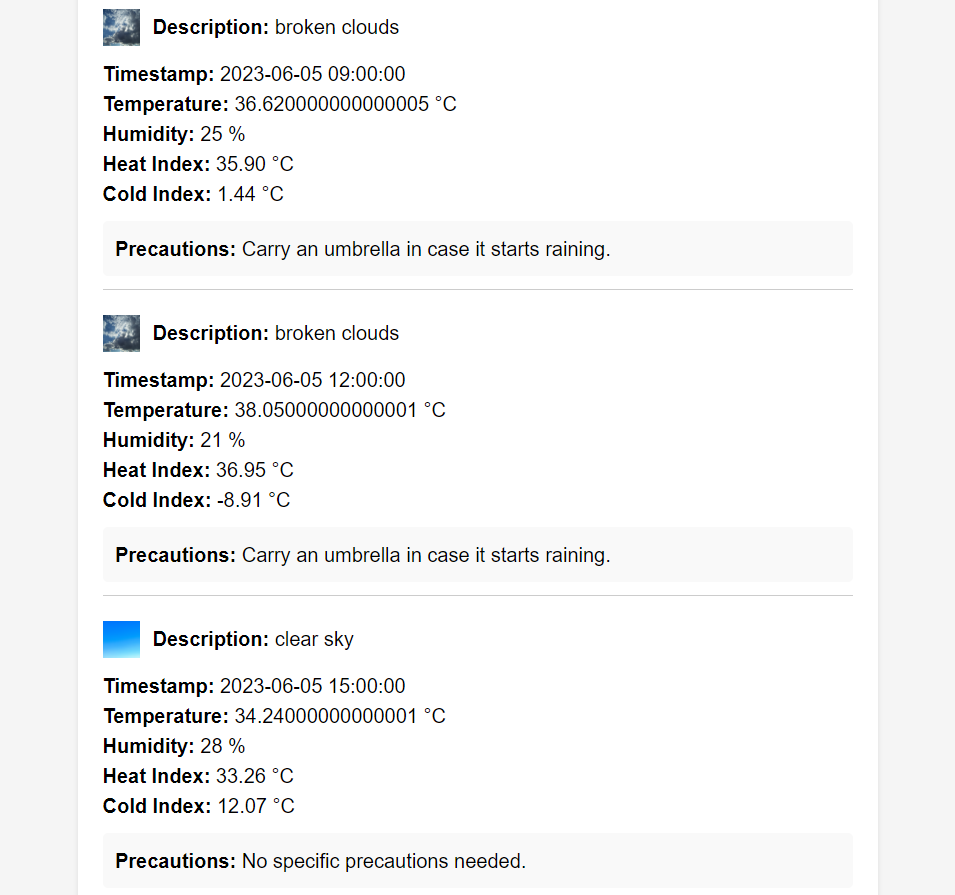 Description: broken clouds
Timestamp: 2023-06-05 09:00:00
Temperature: 36.620000000000005 °C
Humidity: 25 %
Heat Index: 35.90 °C
Cold Index: 1.44 °C
Precautions: Carry an umbrella in case it starts raining.
Description: broken clouds
Timestamp: 2023-06-05 12:00:00
Temperature: 38.05000000000001 °C
Humidity: 21 %
Heat Index: 36.95 °C
Cold Index: -8.91 °C
Precautions: Carry an umbrella in case it starts raining.
Description: clear sky
Timestamp: 2023-06-05 15:00:00
Temperature: 34.24000000000001 °C
Humidity: 28 %
Heat Index: 33.26 °C
Cold Index: 12.07 °C
Precautions: No specific precautions needed.